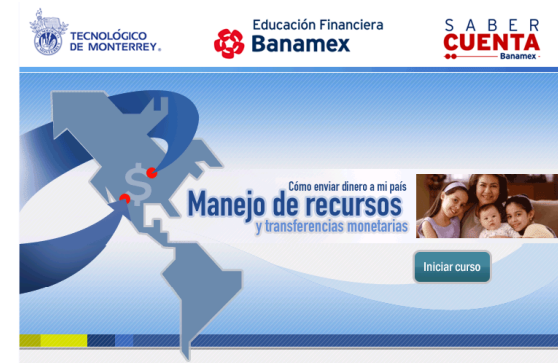 TECNOLÓGICO
DE MONTERREY.
Educación Financiera
Banamex
SABER
CUENTA
Banamex
$
Cómo enviar dinero a mi país
Manejo de recursos
y transferencias monetarias
Iniciar curso